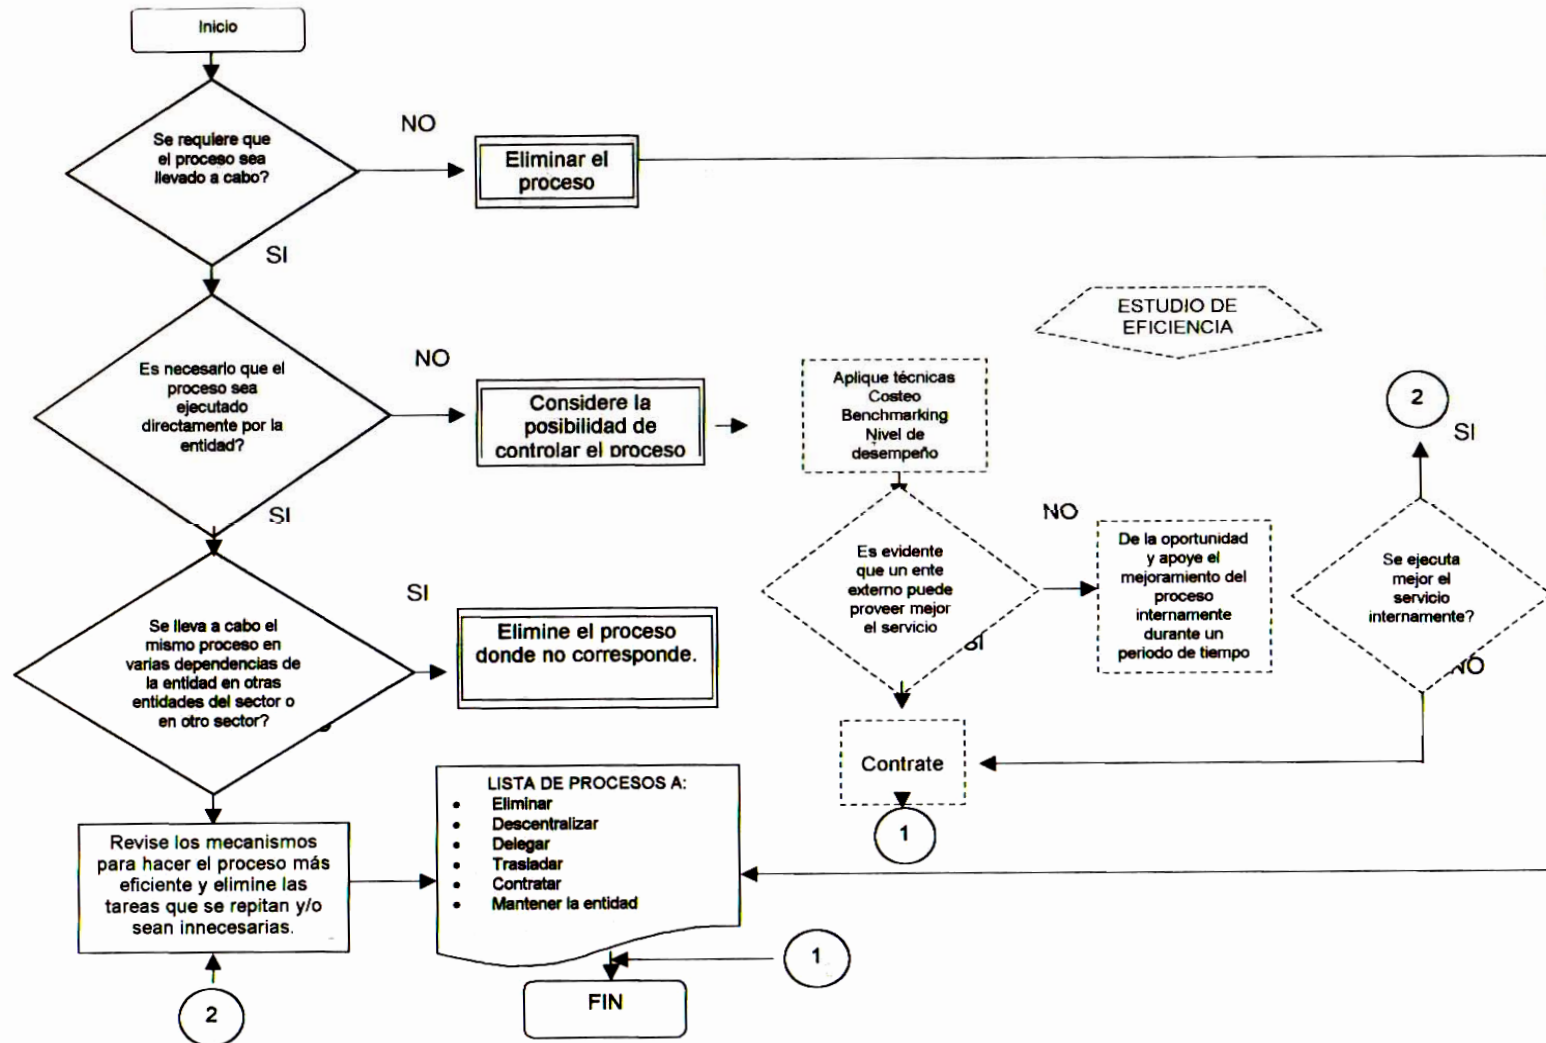 Inicio
Se requiere que
el proceso sea
llevado a cabo?
NO
Eliminar el
proceso
SI
Es necesario que el
proceso sea
ejecutado
directamente por la
entidad?
NO
Considere la
posibilidad de
controlar el proceso
Aplique técnicas
Costeo
Benchmarking
Nivel de
desempeño
ESTUDIO DE
EFICIENCIA
2
SI
SI
Es evidente
que un ente
externo puede
proveer mejor
el servicio
NO
De la oportunidad
y apoye el
mejoramiento del
proceso
internamente
durante un
periodo de tiempo
Se ejecuta
mejor el
servicio
internamente?
NO
SI
Se lleva a cabo el
mismo proceso en
varias dependencias de
la entidad en otras
entidades del sector o
en otro sector?
SI
Elimine el proceso
donde no corresponde.
Contrate
1
Revise los mecanismos
para hacer el proceso más
eficiente y elimine las
tareas que se repitan y/o
sean innecesarias.
LISTA DE PROCESOS A:
• Eliminar
• Descentralizar
• Delegar
• Trasladar
• Contratar
• Mantener la entidad
1
2
FIN